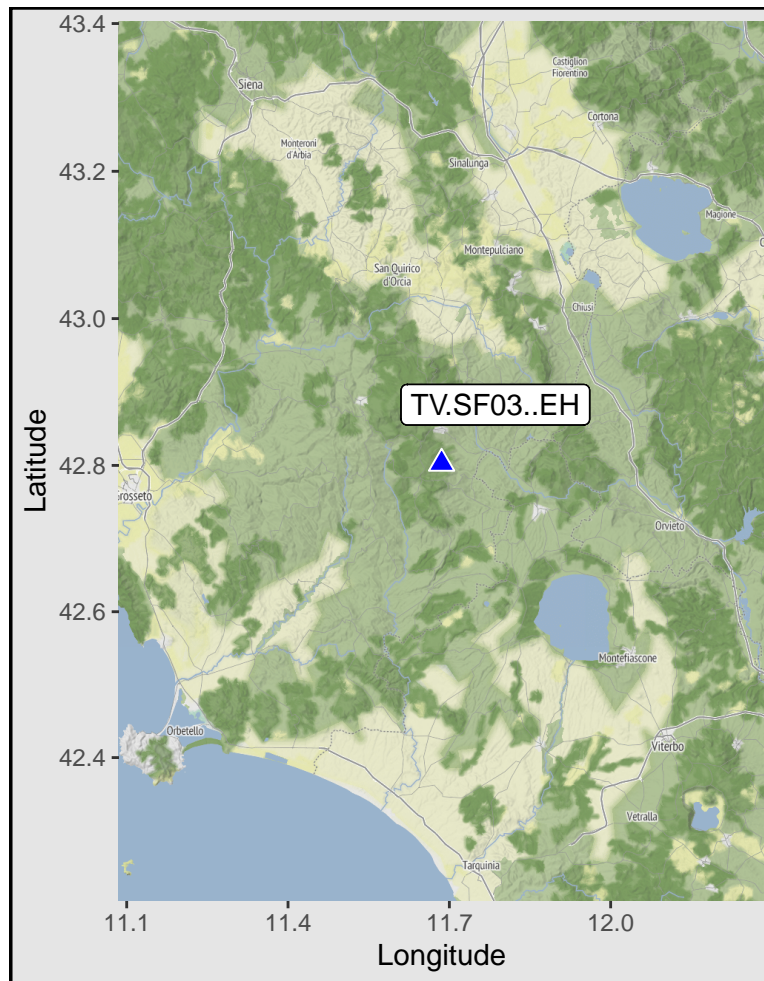 43.4
43.2
43.0
42.8
42.6
42.4
Latitude
Castiglion
Fiorentino
Siena
Cortona
Monteroni
d'Arbia
Sinalunga
Magione
Montepulciano
San Quirico
d'Orcia
Chiusi
TV.SF03..EH
rosseto
Orvieto
Montefiascone
Orbetello
Viterbo
Vetralla
Tarquinia
11.1
11.4
11.7
12.0
Longitude